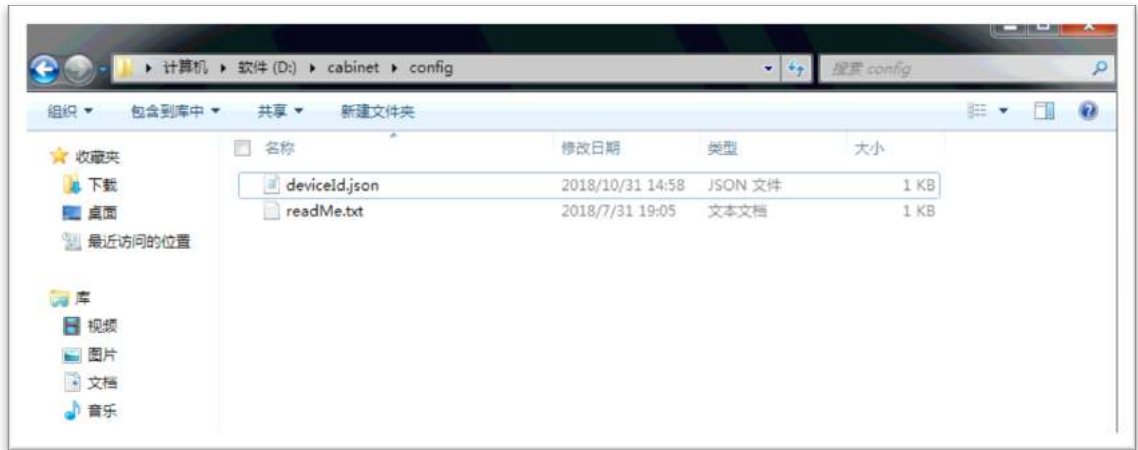 计算机 软件 (D:) cabinet config 搜索 config
组织 包含到库中 共享 新建文件夹
收藏夹
下载
桌面
最近访问的位置
库
视频
图片
文档
音乐
名称 修改日期 类型 大小
deviceId.json 2018/10/31 14:58 JSON 文件 1 KB
readMe.txt 2018/7/31 19:05 文本文档 1 KB